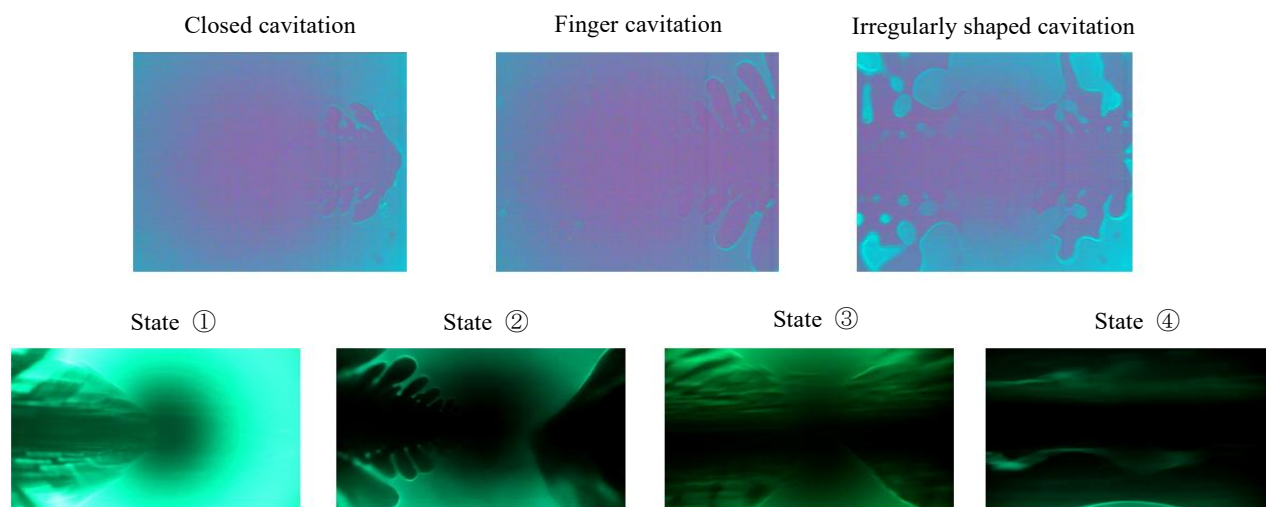 Closed cavitation
Finger cavitation
Irregularly shaped cavitation
State ①
State ②
State ③
State ④